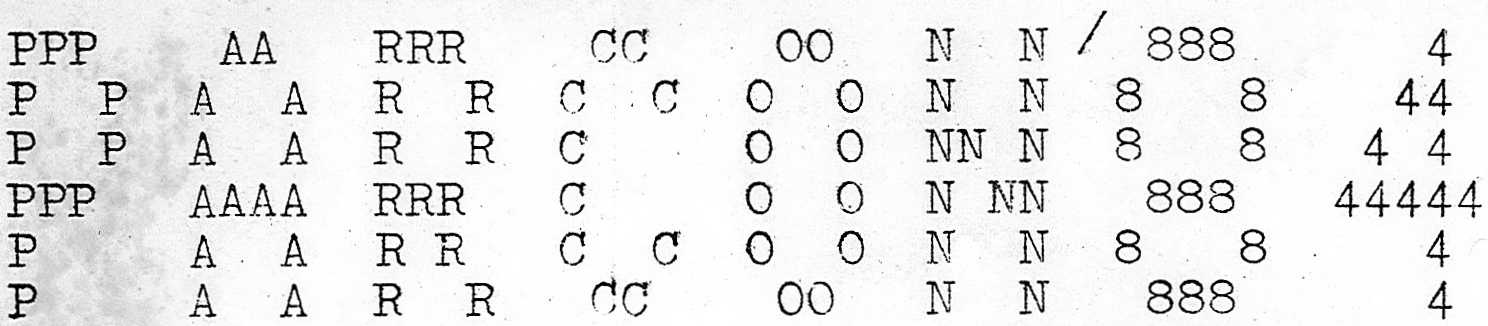 PPP    AA   RRR    CC    OO   N  N /  888      4
P  P  A  A  R  R  C  C  O  O  N  N  8   8    44
P  P  A  A  R  R  C     O  O  NN N  8   8   4 4
PPP   AAAA  RRR   C     O  O  N NN   888   44444
P     A  A  R R   C  C  O  O  N  N  8   8     4
P     A  A  R  R   CC    OO   N  N   888      4